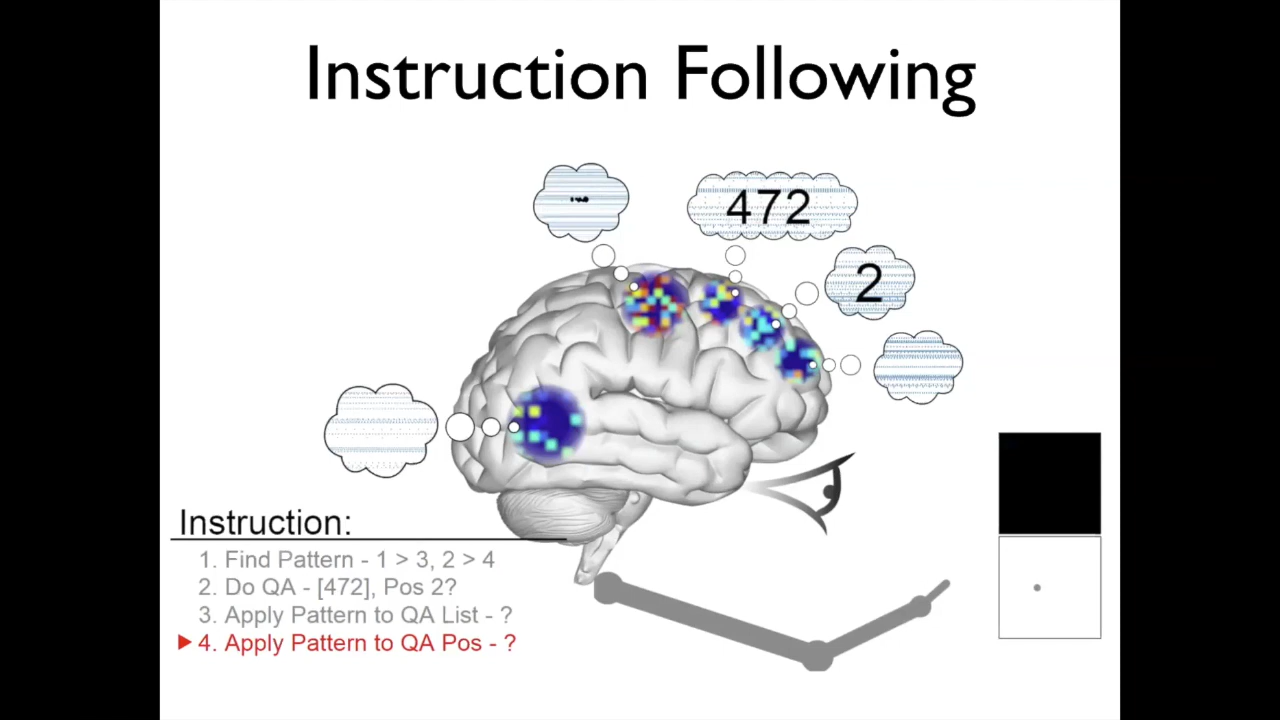 Instruction Following
472
2
Instruction:
1. Find Pattern - 1 > 3, 2 > 4
2. Do QA - [472], Pos 2?
3. Apply Pattern to QA List - ?
4. Apply Pattern to QA Pos - ?